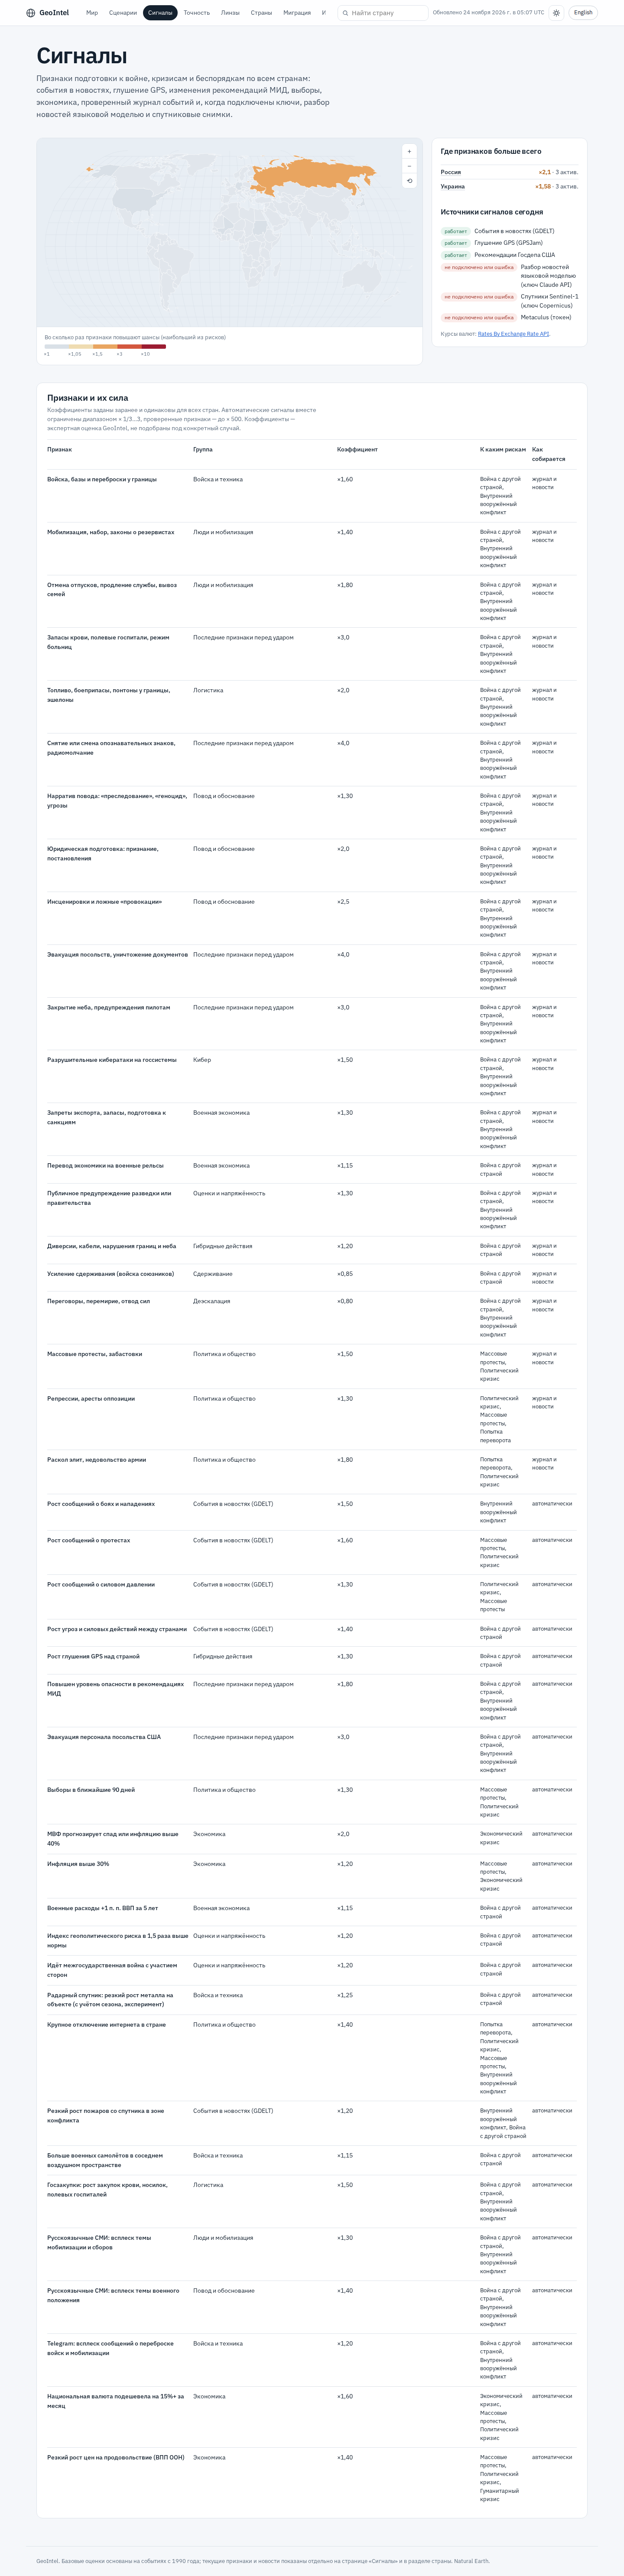 GeoIntel
Мир Сценарии Сигналы Точность Линзы Страны Миграция
Найти страну
Обновлено 24 ноября 2026 г. в 05:07 UTC
English
Сигналы
Признаки подготовки к войне, кризисам и беспорядкам по всем странам:
события в новостях, глушение GPS, изменения рекомендаций МИД, выборы,
экономика, проверенный журнал событий и, когда подключены ключи, разбор
новостей языковой моделью и спутниковые снимки.
+
−
⟲
Во сколько раз признаки повышают шансы (наибольший из рисков)
×1 ×1,05 ×1,5 ×3 ×10
Где признаков больше всего
Россия ×2,1 · 3 актив.
Украина ×1,58 · 3 актив.
Источники сигналов сегодня
работает События в новостях (GDELT)
работает Глушение GPS (GPSJam)
работает Рекомендации Госдепа США
не подключено или ошибка Разбор новостей
языковой моделью
(ключ Claude API)
не подключено или ошибка Спутники Sentinel-1
(ключ Copernicus)
не подключено или ошибка Metaculus (токен)
Курсы валют: Rates By Exchange Rate API.
Признаки и их сила
Коэффициенты заданы заранее и одинаковы для всех стран. Автоматические сигналы вместе
ограничены диапазоном × 1/3…3, проверенные признаки — до × 500. Коэффициенты —
экспертная оценка GeoIntel, не подобраны под конкретный случай.
Признак Группа Коэффициент К каким рискам Как
собирается
Войска, базы и переброски у границы Войска и техника ×1,60 Война с другой журнал и
страной, новости
Внутренний
вооружённый
конфликт
Мобилизация, набор, законы о резервистах Люди и мобилизация ×1,40 Война с другой журнал и
страной, новости
Внутренний
вооружённый
конфликт
Отмена отпусков, продление службы, вывоз Люди и мобилизация ×1,80 Война с другой журнал и
семей страной, новости
Внутренний
вооружённый
конфликт
Запасы крови, полевые госпитали, режим Последние признаки перед ударом ×3,0 Война с другой журнал и
больниц страной, новости
Внутренний
вооружённый
конфликт
Топливо, боеприпасы, понтоны у границы, Логистика ×2,0 Война с другой журнал и
эшелоны страной, новости
Внутренний
вооружённый
конфликт
Снятие или смена опознавательных знаков, Последние признаки перед ударом ×4,0 Война с другой журнал и
радиомолчание страной, новости
Внутренний
вооружённый
конфликт
Нарратив повода: «преследование», «геноцид», Повод и обоснование ×1,30 Война с другой журнал и
угрозы страной, новости
Внутренний
вооружённый
конфликт
Юридическая подготовка: признание, Повод и обоснование ×2,0 Война с другой журнал и
постановления страной, новости
Внутренний
вооружённый
конфликт
Инсценировки и ложные «провокации» Повод и обоснование ×2,5 Война с другой журнал и
страной, новости
Внутренний
вооружённый
конфликт
Эвакуация посольств, уничтожение документов Последние признаки перед ударом ×4,0 Война с другой журнал и
страной, новости
Внутренний
вооружённый
конфликт
Закрытие неба, предупреждения пилотам Последние признаки перед ударом ×3,0 Война с другой журнал и
страной, новости
Внутренний
вооружённый
конфликт
Разрушительные кибератаки на госсистемы Кибер ×1,50 Война с другой журнал и
страной, новости
Внутренний
вооружённый
конфликт
Запреты экспорта, запасы, подготовка к Военная экономика ×1,30 Война с другой журнал и
санкциям страной, новости
Внутренний
вооружённый
конфликт
Перевод экономики на военные рельсы Военная экономика ×1,15 Война с другой журнал и
страной новости
Публичное предупреждение разведки или Оценки и напряжённость ×1,30 Война с другой журнал и
правительства страной, новости
Внутренний
вооружённый
конфликт
Диверсии, кабели, нарушения границ и неба Гибридные действия ×1,20 Война с другой журнал и
страной новости
Усиление сдерживания (войска союзников) Сдерживание ×0,85 Война с другой журнал и
страной новости
Переговоры, перемирие, отвод сил Деэскалация ×0,80 Война с другой журнал и
страной, новости
Внутренний
вооружённый
конфликт
Массовые протесты, забастовки Политика и общество ×1,50 Массовые журнал и
протесты, новости
Политический
кризис
Репрессии, аресты оппозиции Политика и общество ×1,30 Политический журнал и
кризис, новости
Массовые
протесты,
Попытка
переворота
Раскол элит, недовольство армии Политика и общество ×1,80 Попытка журнал и
переворота, новости
Политический
кризис
Рост сообщений о боях и нападениях События в новостях (GDELT) ×1,50 Внутренний автоматически
вооружённый
конфликт
Рост сообщений о протестах События в новостях (GDELT) ×1,60 Массовые автоматически
протесты,
Политический
кризис
Рост сообщений о силовом давлении События в новостях (GDELT) ×1,30 Политический автоматически
кризис,
Массовые
протесты
Рост угроз и силовых действий между странами События в новостях (GDELT) ×1,40 Война с другой автоматически
страной
Рост глушения GPS над страной Гибридные действия ×1,30 Война с другой автоматически
страной
Повышен уровень опасности в рекомендациях Последние признаки перед ударом ×1,80 Война с другой автоматически
МИД страной,
Внутренний
вооружённый
конфликт
Эвакуация персонала посольства США Последние признаки перед ударом ×3,0 Война с другой автоматически
страной,
Внутренний
вооружённый
конфликт
Выборы в ближайшие 90 дней Политика и общество ×1,30 Массовые автоматически
протесты,
Политический
кризис
МВФ прогнозирует спад или инфляцию выше Экономика ×2,0 Экономический автоматически
40% кризис
Инфляция выше 30% Экономика ×1,20 Массовые автоматически
протесты,
Экономический
кризис
Военные расходы +1 п. п. ВВП за 5 лет Военная экономика ×1,15 Война с другой автоматически
страной
Индекс геополитического риска в 1,5 раза выше Оценки и напряжённость ×1,20 Война с другой автоматически
нормы страной
Идёт межгосударственная война с участием Оценки и напряжённость ×1,20 Война с другой автоматически
сторон страной
Радарный спутник: резкий рост металла на Войска и техника ×1,25 Война с другой автоматически
объекте (с учётом сезона, эксперимент) страной
Крупное отключение интернета в стране Политика и общество ×1,40 Попытка автоматически
переворота,
Политический
кризис,
Массовые
протесты,
Внутренний
вооружённый
конфликт
Резкий рост пожаров со спутника в зоне События в новостях (GDELT) ×1,20 Внутренний автоматически
конфликта вооружённый
конфликт, Война
с другой страной
Больше военных самолётов в соседнем Войска и техника ×1,15 Война с другой автоматически
воздушном пространстве страной
Госзакупки: рост закупок крови, носилок, Логистика ×1,50 Война с другой автоматически
полевых госпиталей страной,
Внутренний
вооружённый
конфликт
Русскоязычные СМИ: всплеск темы Люди и мобилизация ×1,30 Война с другой автоматически
мобилизации и сборов страной,
Внутренний
вооружённый
конфликт
Русскоязычные СМИ: всплеск темы военного Повод и обоснование ×1,40 Война с другой автоматически
положения страной,
Внутренний
вооружённый
конфликт
Telegram: всплеск сообщений о переброске Войска и техника ×1,20 Война с другой автоматически
войск и мобилизации страной,
Внутренний
вооружённый
конфликт
Национальная валюта подешевела на 15%+ за Экономика ×1,60 Экономический автоматически
месяц кризис,
Массовые
протесты,
Политический
кризис
Резкий рост цен на продовольствие (ВПП ООН) Экономика ×1,40 Массовые автоматически
протесты,
Политический
кризис,
Гуманитарный
кризис
GeoIntel. Базовые оценки основаны на событиях с 1990 года; текущие признаки и новости показаны отдельно на странице «Сигналы» и в разделе страны. Natural Earth.